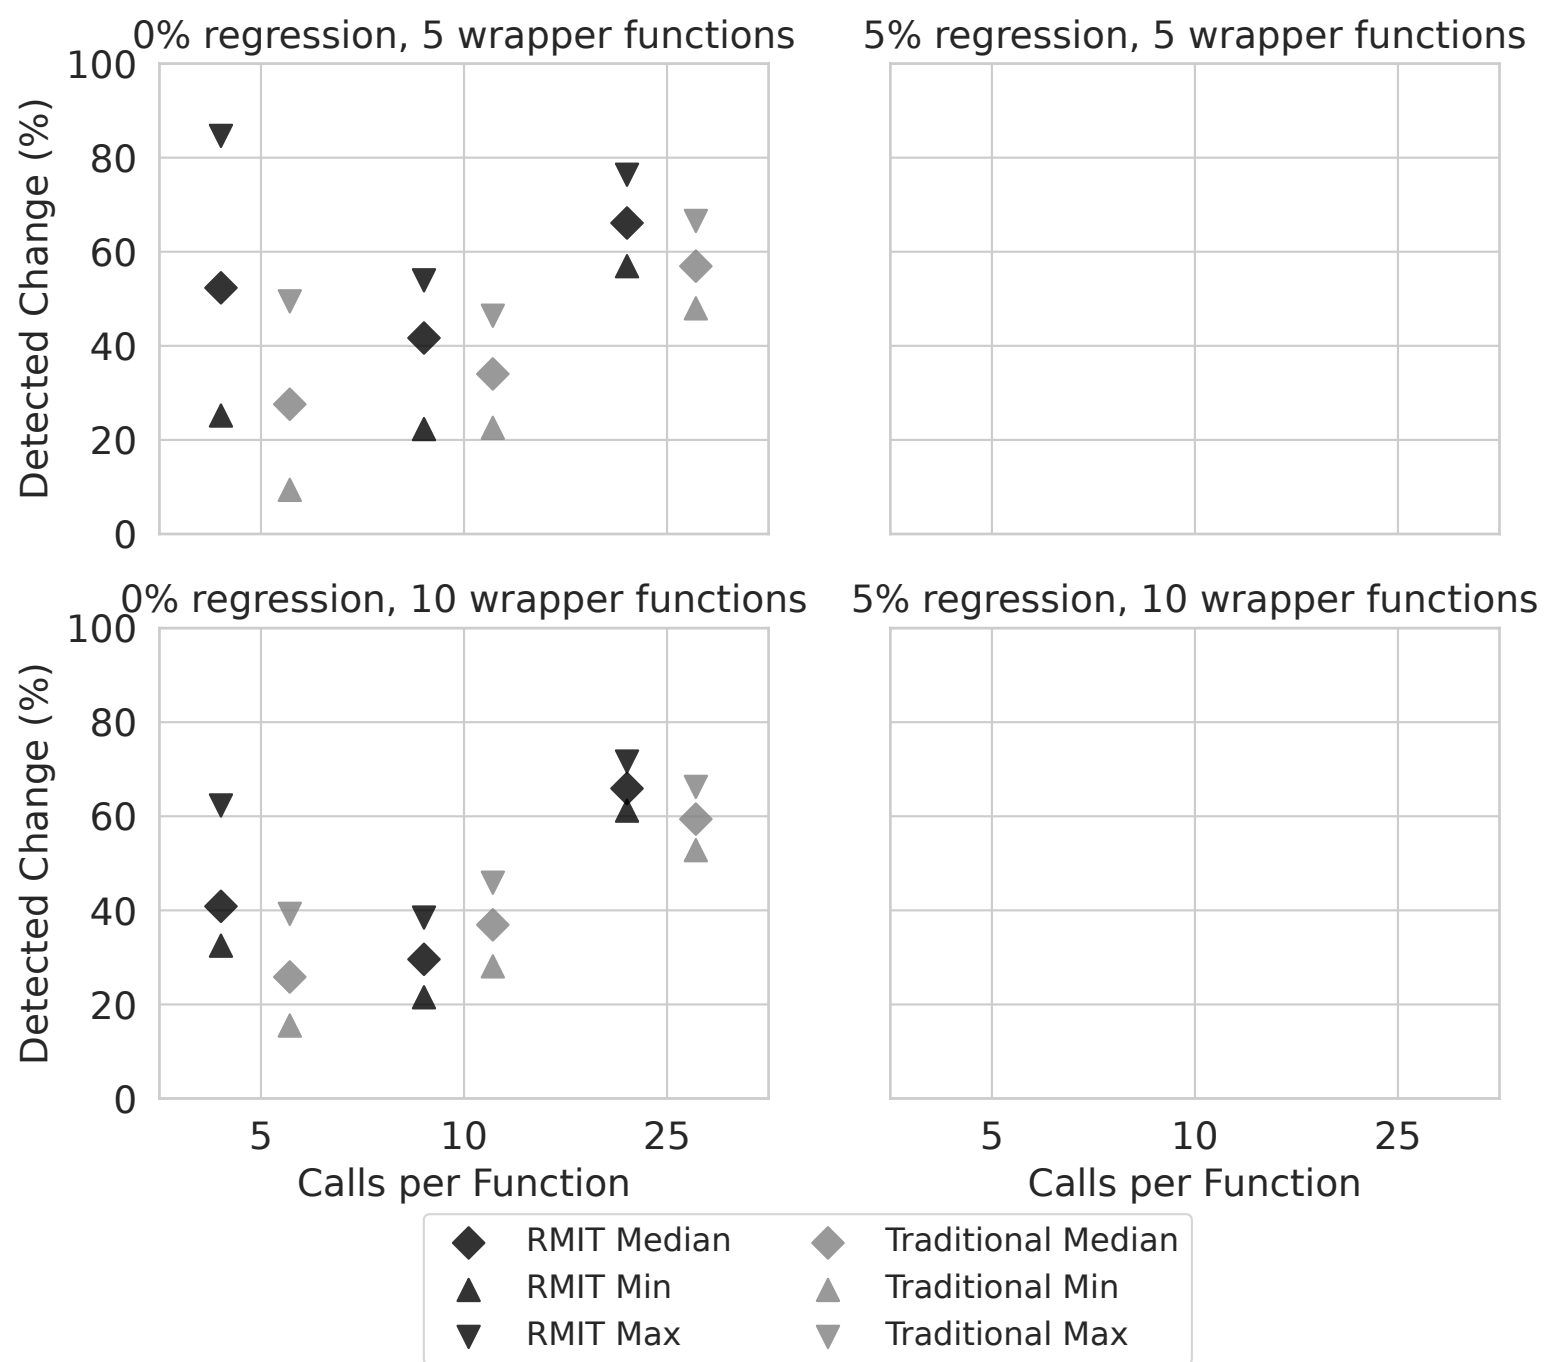 0% regression, 5 wrapper functions
5% regression, 5 wrapper functions
100
80
60
40
20
0
Detected Change (%)
0% regression, 10 wrapper functions
5% regression, 10 wrapper functions
100
80
60
40
20
0
Detected Change (%)
5 10 25
5 10 25
Calls per Function
Calls per Function
RMIT Median
RMIT Min
RMIT Max
Traditional Median
Traditional Min
Traditional Max